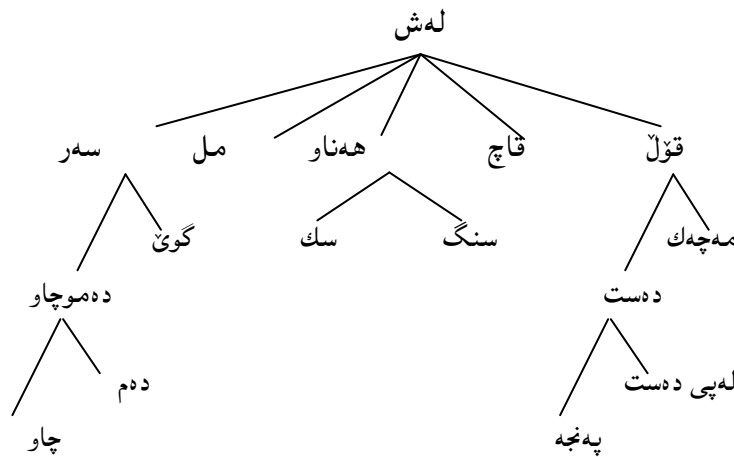 لەش
قۆڵ
قاچ
هەناو
مل
سەر
مەچەك
سنگ
سك
گوێ
دەست
دەموچاو
لەپی دەست
دەم
پەنجە
چاو